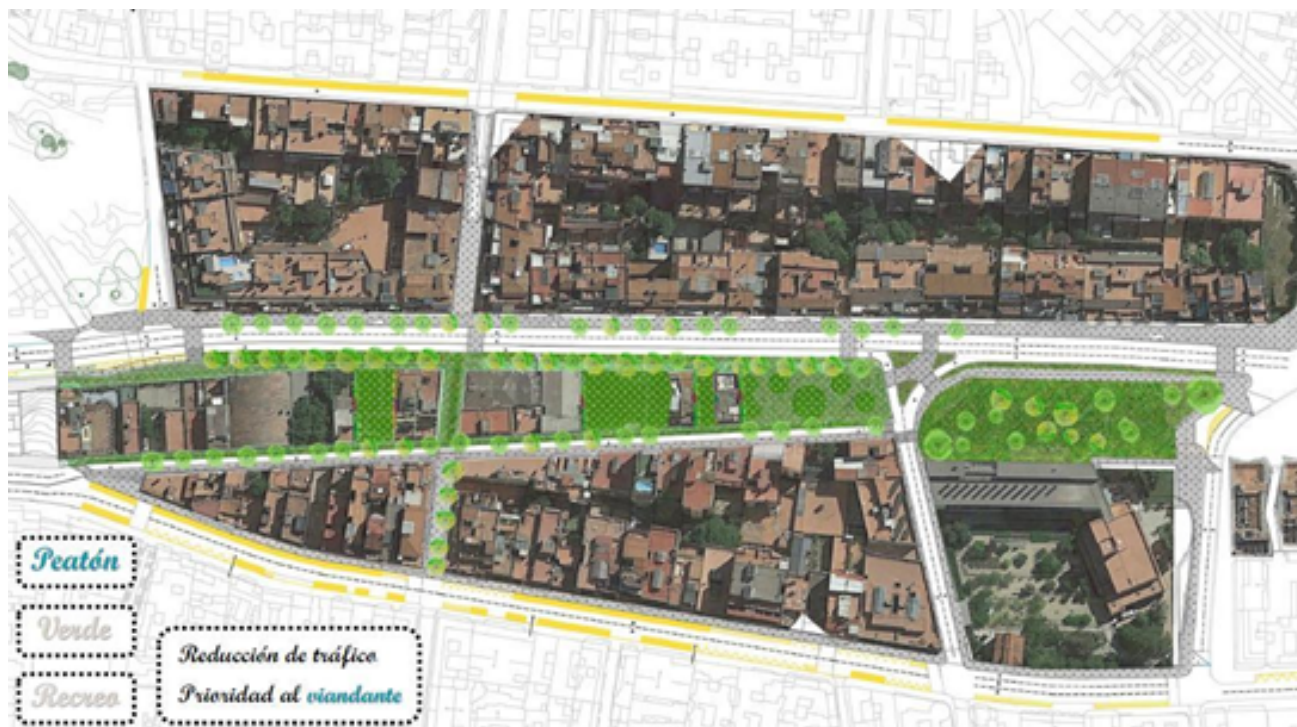 Peatón
Verde
Recreo
Reducción de tráfico
Prioridad al viandante